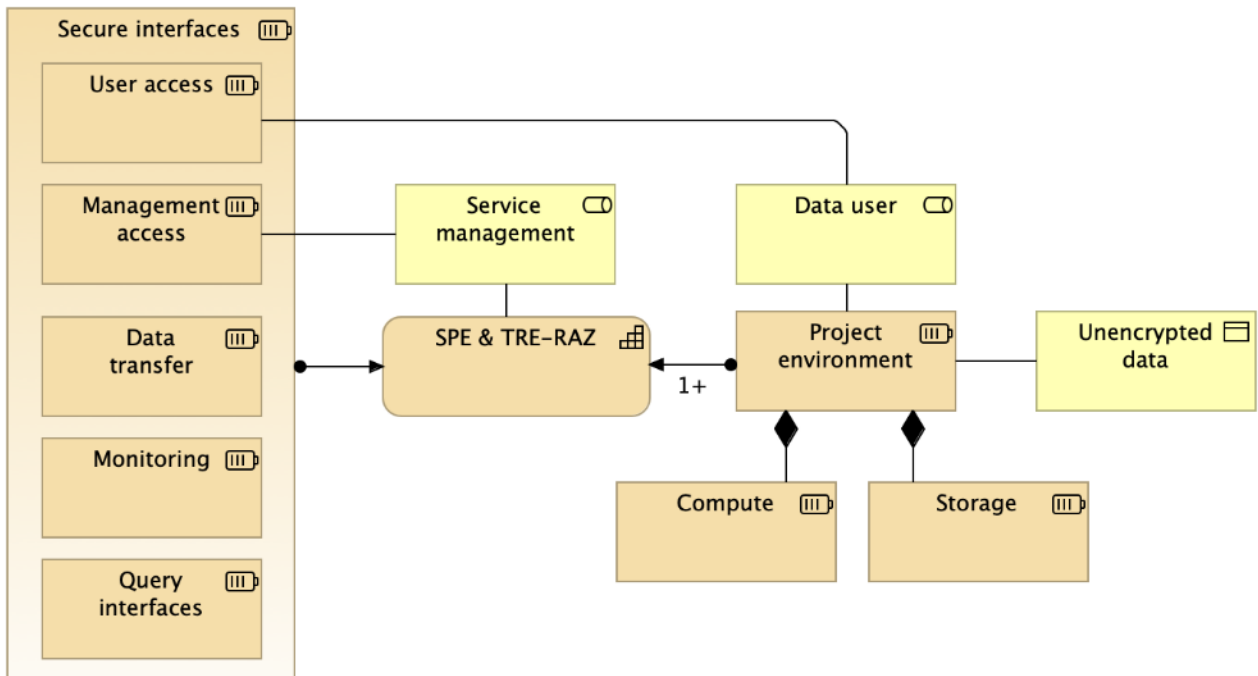 Secure interfaces
User access
Management
access
Service
management
Data user
Data
transfer
SPE & TRE-RAZ
1+
Project
environment
Unencrypted
data
Monitoring
Compute
Storage
Query
interfaces